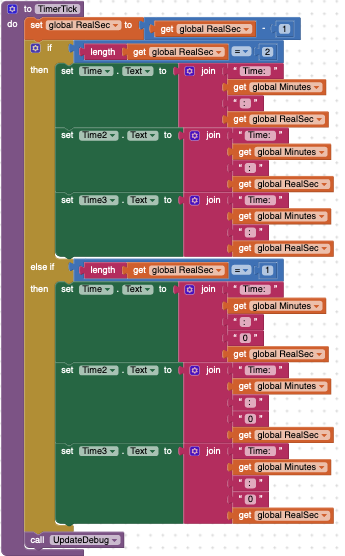 to TimerTick
do set global RealSec to get global RealSec - 1
if length get global RealSec = 2
then set Time . Text to join " Time: "
get global Minutes
" : "
get global RealSec
set Time2 . Text to join " Time: "
get global Minutes
" : "
get global RealSec
set Time3 . Text to join " Time: "
get global Minutes
" : "
get global RealSec
else if length get global RealSec = 1
then set Time . Text to join " Time: "
get global Minutes
" : "
" 0 "
get global RealSec
set Time2 . Text to join " Time: "
get global Minutes
" : "
" 0 "
get global RealSec
set Time3 . Text to join " Time: "
get global Minutes
" : "
" 0 "
get global RealSec
call UpdateDebug